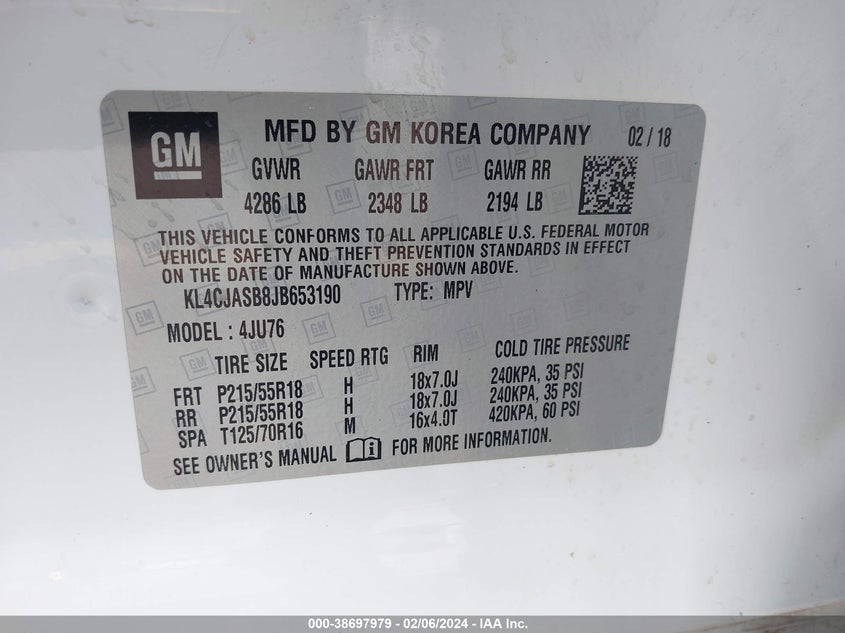 GM
MFD BY GM KOREA COMPANY 02 / 18
GVWR GAWR FRT GAWR RR
4286 LB 2348 LB 2194 LB
THIS VEHICLE CONFORMS TO ALL APPLICABLE U.S. FEDERAL MOTOR
VEHICLE SAFETY AND THEFT PREVENTION STANDARDS IN EFFECT
ON THE DATE OF MANUFACTURE SHOWN ABOVE.
KL4CJASB8JB653190 TYPE: MPV
MODEL : 4JU76
TIRE SIZE SPEED RTG RIM COLD TIRE PRESSURE
FRT P215/55R18 H 18x7.0J 240KPA, 35 PSI
RR P215/55R18 H 18x7.0J 240KPA, 35 PSI
SPA T125/70R16 M 16x4.0T 420KPA, 60 PSI
SEE OWNER'S MANUAL FOR MORE INFORMATION.
000-38697979 - 02/06/2024 - IAA Inc.